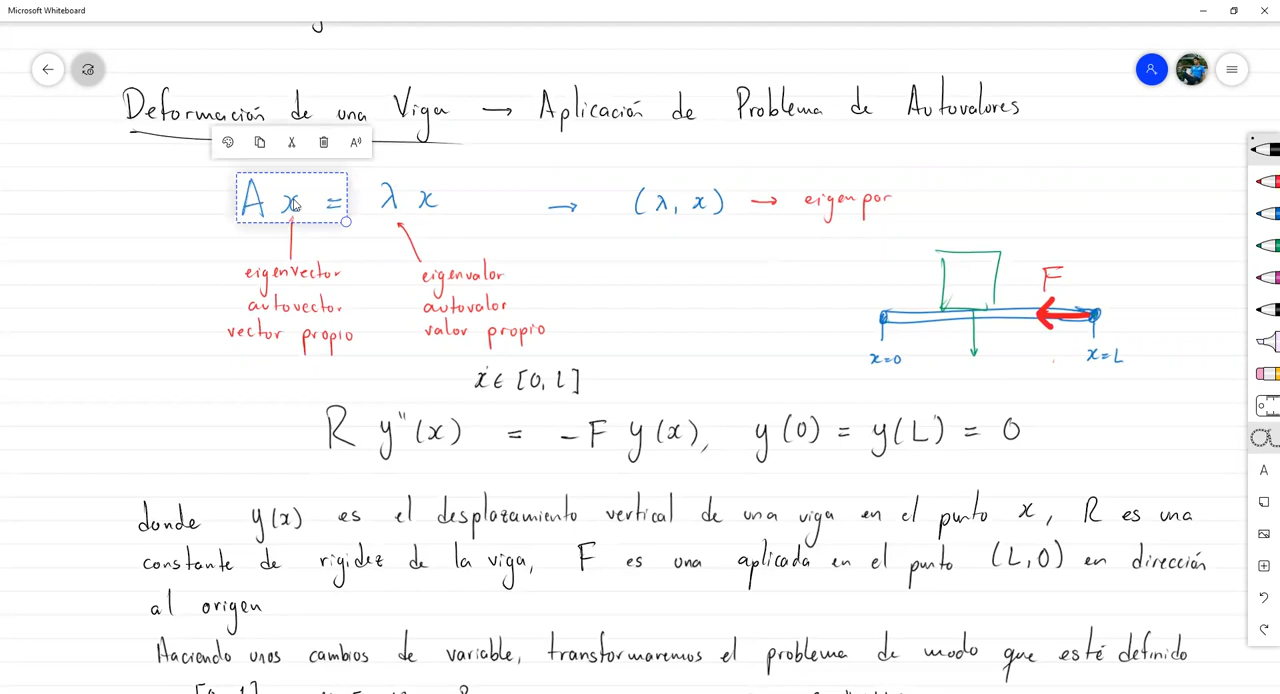 Microsoft Whiteboard
Deformación de una Viga → Aplicación de Problema de Autovalores
A x = λ x → (λ, x) → eigenpar
eigenvector
autovector
vector propio
eigenvalor
autovalor
valor propio
F
x=0
x=L
x ∈ [0, L]
R y''(x) = -F y(x), y(0) = y(L) = 0
donde y(x) es el desplazamiento vertical de una viga en el punto x, R es una
constante de rigidez de la viga, F es una aplicada en el punto (L,0) en dirección
al origen
Haciendo unos cambios de variable, transformaremos el problema de modo que esté definido